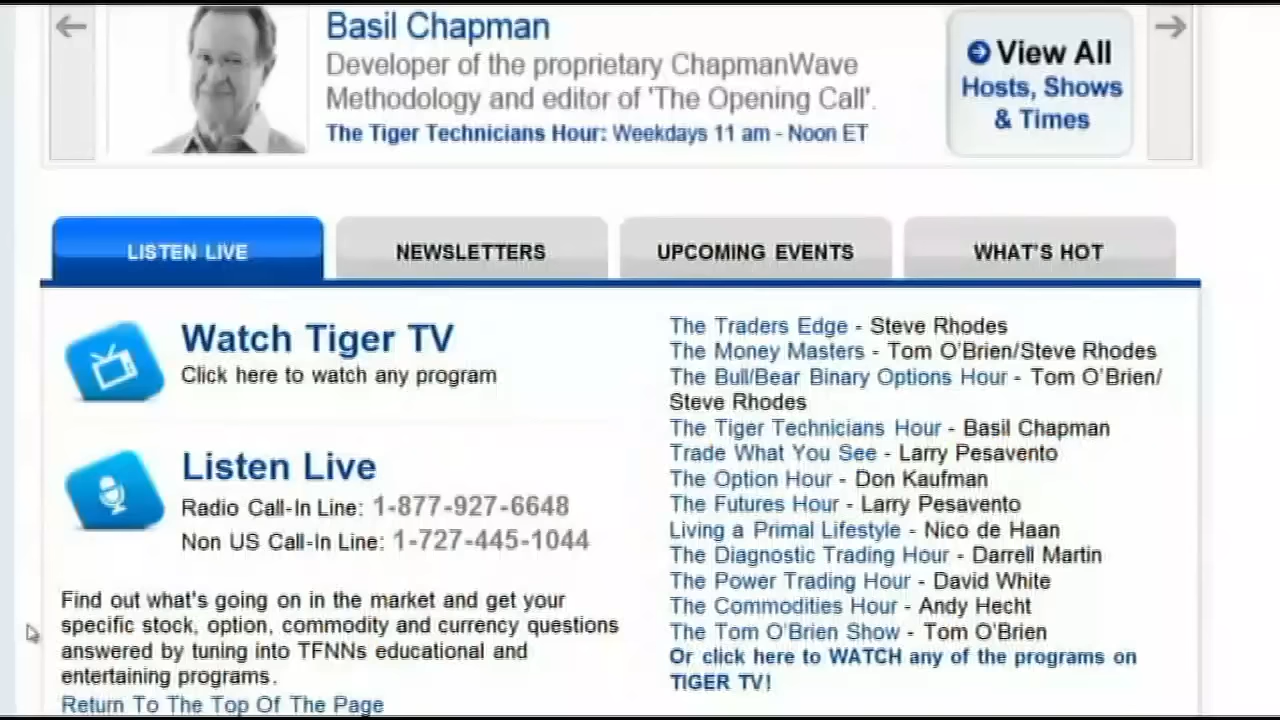 Basil Chapman
Developer of the proprietary ChapmanWave
Methodology and editor of 'The Opening Call'.
The Tiger Technicians Hour: Weekdays 11 am - Noon ET
View All
Hosts, Shows
& Times
LISTEN LIVE
NEWSLETTERS
UPCOMING EVENTS
WHAT'S HOT
Watch Tiger TV
Click here to watch any program
Listen Live
Radio Call-In Line: 1-877-927-6648
Non US Call-In Line: 1-727-445-1044
Find out what's going on in the market and get your
specific stock, option, commodity and currency questions
answered by tuning into TFNNs educational and
entertaining programs.
Return To The Top Of The Page
The Traders Edge - Steve Rhodes
The Money Masters - Tom O'Brien/Steve Rhodes
The Bull/Bear Binary Options Hour - Tom O'Brien/
Steve Rhodes
The Tiger Technicians Hour - Basil Chapman
Trade What You See - Larry Pesavento
The Option Hour - Don Kaufman
The Futures Hour - Larry Pesavento
Living a Primal Lifestyle - Nico de Haan
The Diagnostic Trading Hour - Darrell Martin
The Power Trading Hour - David White
The Commodities Hour - Andy Hecht
The Tom O'Brien Show - Tom O'Brien
Or click here to WATCH any of the programs on
TIGER TV!